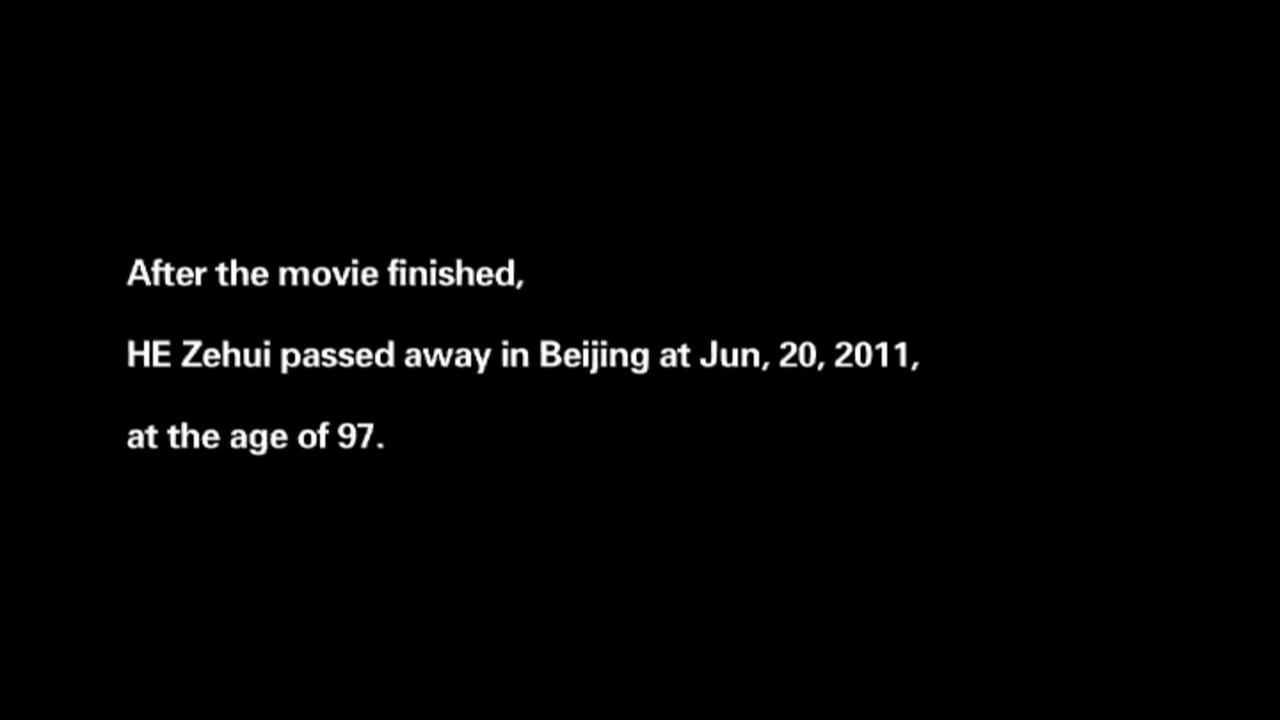 After the movie finished,
HE Zehui passed away in Beijing at Jun, 20, 2011,
at the age of 97.